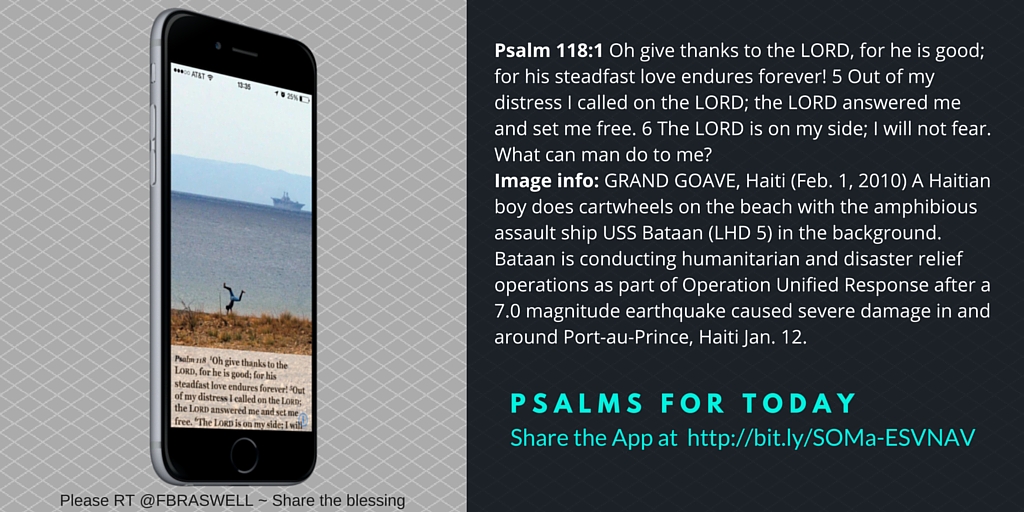 ●●●○○ AT&T
13:35
25%
Psalm 118 ¹Oh give thanks to the
LORD, for he is good; for his
steadfast love endures forever! ⁵Out
of my distress I called on the LORD;
the LORD answered me and set me
free. ⁶The LORD is on my side; I will
Please RT @FBRASWELL ~ Share the blessing
Psalm 118:1 Oh give thanks to the LORD, for he is good;
for his steadfast love endures forever! 5 Out of my
distress I called on the LORD; the LORD answered me
and set me free. 6 The LORD is on my side; I will not fear.
What can man do to me?
Image info: GRAND GOAVE, Haiti (Feb. 1, 2010) A Haitian
boy does cartwheels on the beach with the amphibious
assault ship USS Bataan (LHD 5) in the background.
Bataan is conducting humanitarian and disaster relief
operations as part of Operation Unified Response after a
7.0 magnitude earthquake caused severe damage in and
around Port-au-Prince, Haiti Jan. 12.
PSALMS FOR TODAY
Share the App at http://bit.ly/SOMa-ESVNAV